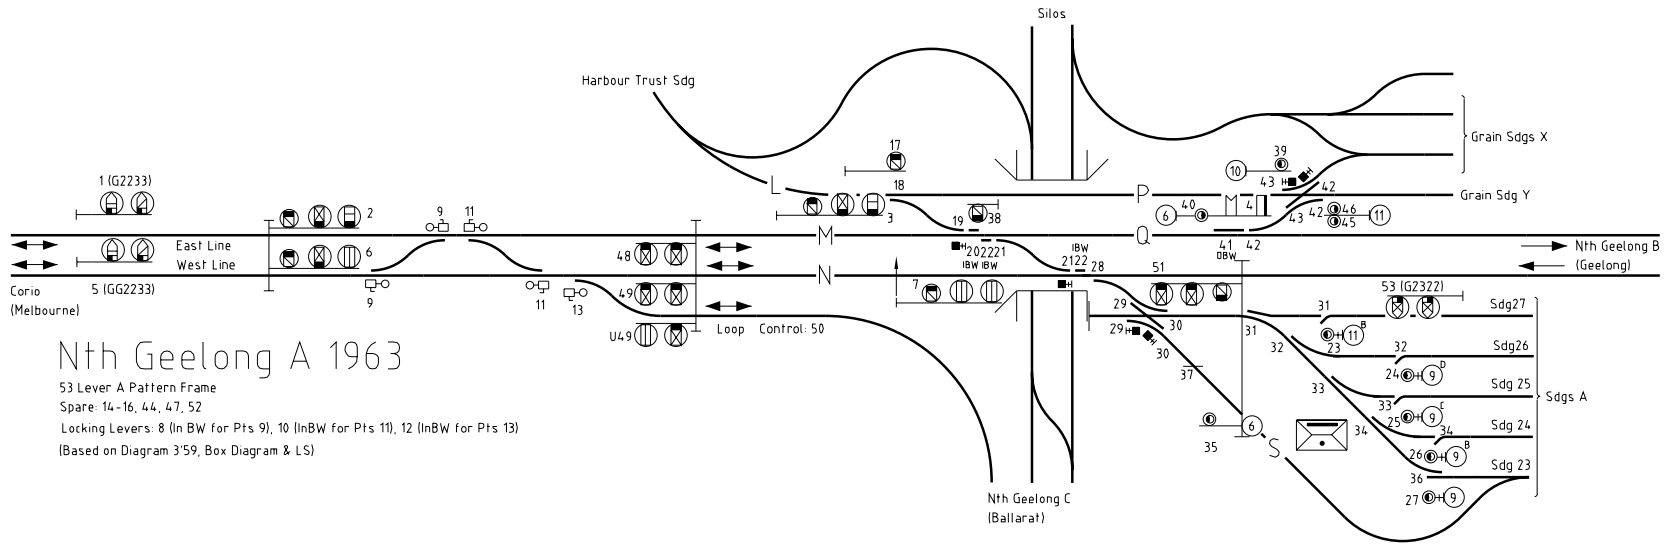 Silos
Harbour Trust Sdg
Grain Sdgs X
17
39
10
43
42
1 (G2233)
L
18
P
Grain Sdg Y
2
3
19
38
6
40
M
4
43
42
46
45
11
9
11
East Line
M
Q
41
42
DBW
Nth Geelong B
(Geelong)
6
48
202221
IBW IBW
IBW
2122
28
51
West Line
N
Corio
(Melbourne)
5 (GG2233)
9
11
13
49
7
53 (G2322)
29
30
31
31
Sdg27
U49
Loop Control: 50
29
30
32
11
B
23
32
Sdg26
Nth Geelong A 1963
37
24
9
D
33
Sdg 25
Sdgs A
53 Lever A Pattern Frame
Spare: 14-16, 44, 47, 52
Locking Levers: 8 (In BW for Pts 9), 10 (InBW for Pts 11), 12 (InBW for Pts 13)
(Based on Diagram 3'59, Box Diagram & LS)
33
25
9
C
35
6
S
34
34
Sdg 24
26
9
B
Sdg 23
36
27
9
Nth Geelong C
(Ballarat)